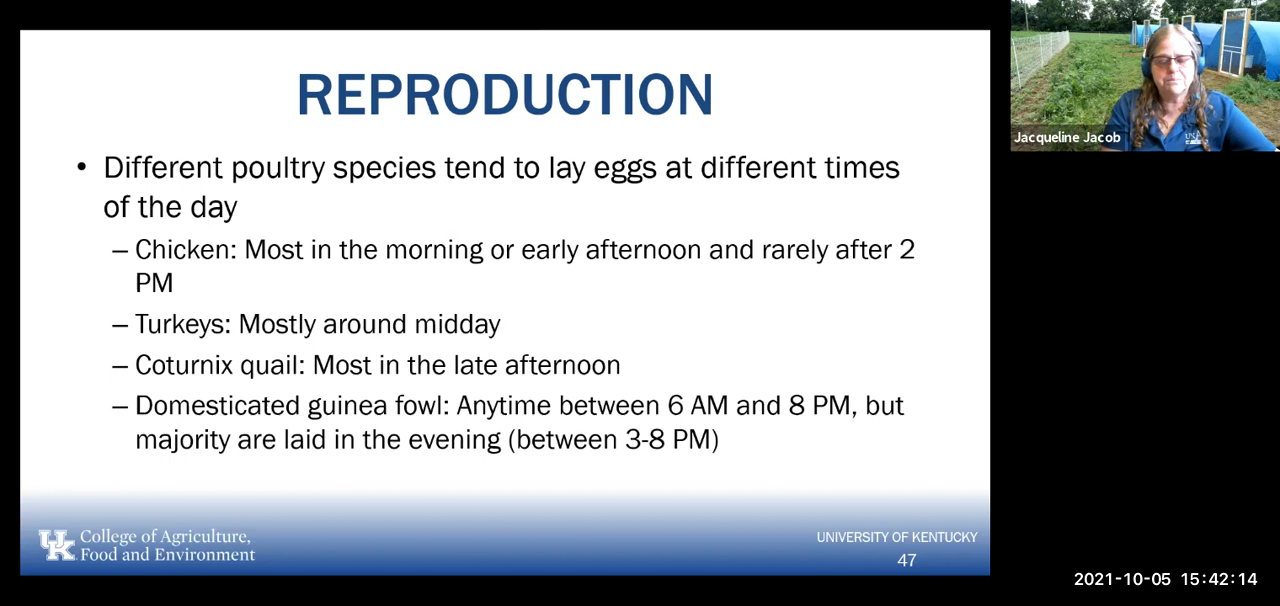 REPRODUCTION
• Different poultry species tend to lay eggs at different times
of the day
– Chicken: Most in the morning or early afternoon and rarely after 2
PM
– Turkeys: Mostly around midday
– Coturnix quail: Most in the late afternoon
– Domesticated guinea fowl: Anytime between 6 AM and 8 PM, but
majority are laid in the evening (between 3-8 PM)
UK College of Agriculture,
Food and Environment
UNIVERSITY OF KENTUCKY
47
Jacqueline Jacob
2021-10-05 15:42:14